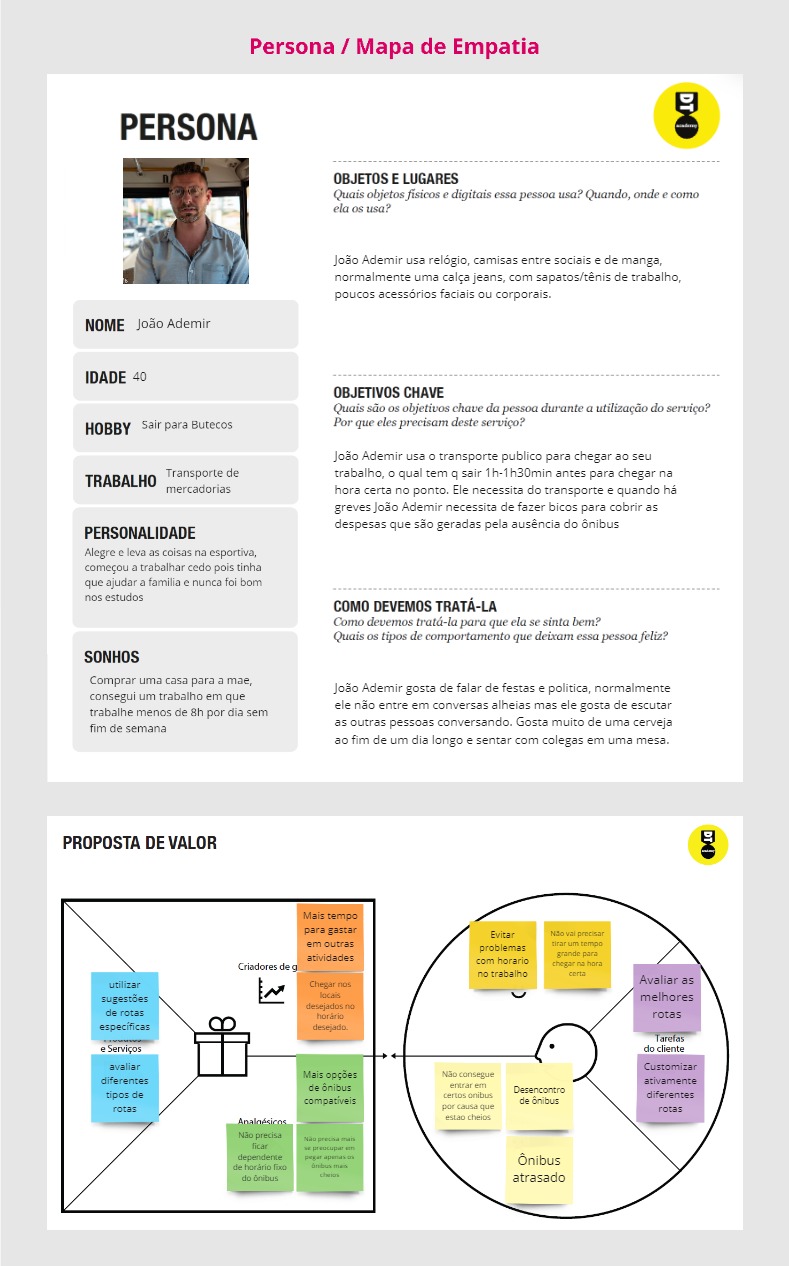 Persona / Mapa de Empatia
PERSONA
DT
academy
NOME João Ademir
IDADE 40
HOBBY Sair para Butecos
TRABALHO Transporte de
mercadorias
PERSONALIDADE
Alegre e leva as coisas na esportiva,
começou a trabalhar cedo pois tinha
que ajudar a familia e nunca foi bom
nos estudos
SONHOS
Comprar uma casa para a mae,
consegui um trabalho em que
trabalhe menos de 8h por dia sem
fim de semana
OBJETOS E LUGARES
Quais objetos físicos e digitais essa pessoa usa? Quando, onde e como
ela os usa?
João Ademir usa relógio, camisas entre sociais e de manga,
normalmente uma calça jeans, com sapatos/tênis de trabalho,
poucos acessórios faciais ou corporais.
OBJETIVOS CHAVE
Quais são os objetivos chave da pessoa durante a utilização do serviço?
Por que eles precisam deste serviço?
João Ademir usa o transporte publico para chegar ao seu
trabalho, o qual tem q sair 1h-1h30min antes para chegar na
hora certa no ponto. Ele necessita do transporte e quando há
greves João Ademir necessita de fazer bicos para cobrir as
despesas que são geradas pela ausência do ônibus
COMO DEVEMOS TRATÁ-LA
Como devemos tratá-la para que ela se sinta bem?
Quais os tipos de comportamento que deixam essa pessoa feliz?
João Ademir gosta de falar de festas e politica, normalmente
ele não entre em conversas alheias mas ele gosta de escutar
as outras pessoas conversando. Gosta muito de uma cerveja
ao fim de um dia longo e sentar com colegas em uma mesa.
PROPOSTA DE VALOR
DT
academy
utilizar
sugestões
de rotas
específicas
e Serviços
avaliar
diferentes
tipos de
rotas
Criadores de g
Mais tempo
para gastar
em outras
atividades
Chegar nos
locais
desejados no
horário
desejado.
Mais opções
de ônibus
compatíveis
Analgésicos
Não precisa
ficar
dependente
de horário fixo
do ônibus
Não precisa mais
se preocupar em
pegar apenas os
ônibus mais
cheios
Evitar
problemas
com horario
no trabalho
Não vai precisar
tirar um tempo
grande para
chegar na hora
certa
Avaliar as
melhores
rotas
Tarefas
do cliente
Customizar
ativamente
diferentes
rotas
Não consegue
entrar em
certos onibus
por causa que
estao cheios
Desencontro
de ônibus
Ônibus
atrasado